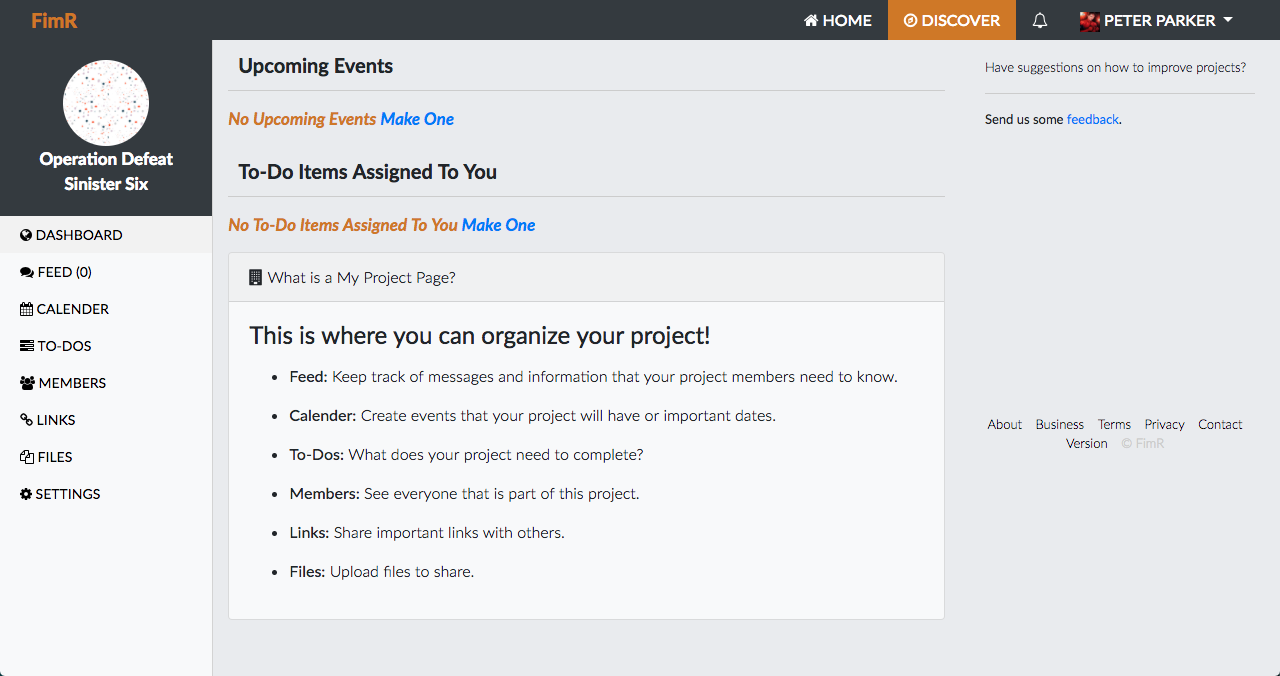 FimR
HOME
DISCOVER
PETER PARKER
Operation Defeat
Sinister Six
DASHBOARD
FEED (0)
CALENDER
TO-DOS
MEMBERS
LINKS
FILES
SETTINGS
Upcoming Events
No Upcoming Events Make One
To-Do Items Assigned To You
No To-Do Items Assigned To You Make One
What is a My Project Page?
This is where you can organize your project!
Feed: Keep track of messages and information that your project members need to know.
Calender: Create events that your project will have or important dates.
To-Dos: What does your project need to complete?
Members: See everyone that is part of this project.
Links: Share important links with others.
Files: Upload files to share.
Have suggestions on how to improve projects?
Send us some feedback.
About Business Terms Privacy Contact
Version © FimR